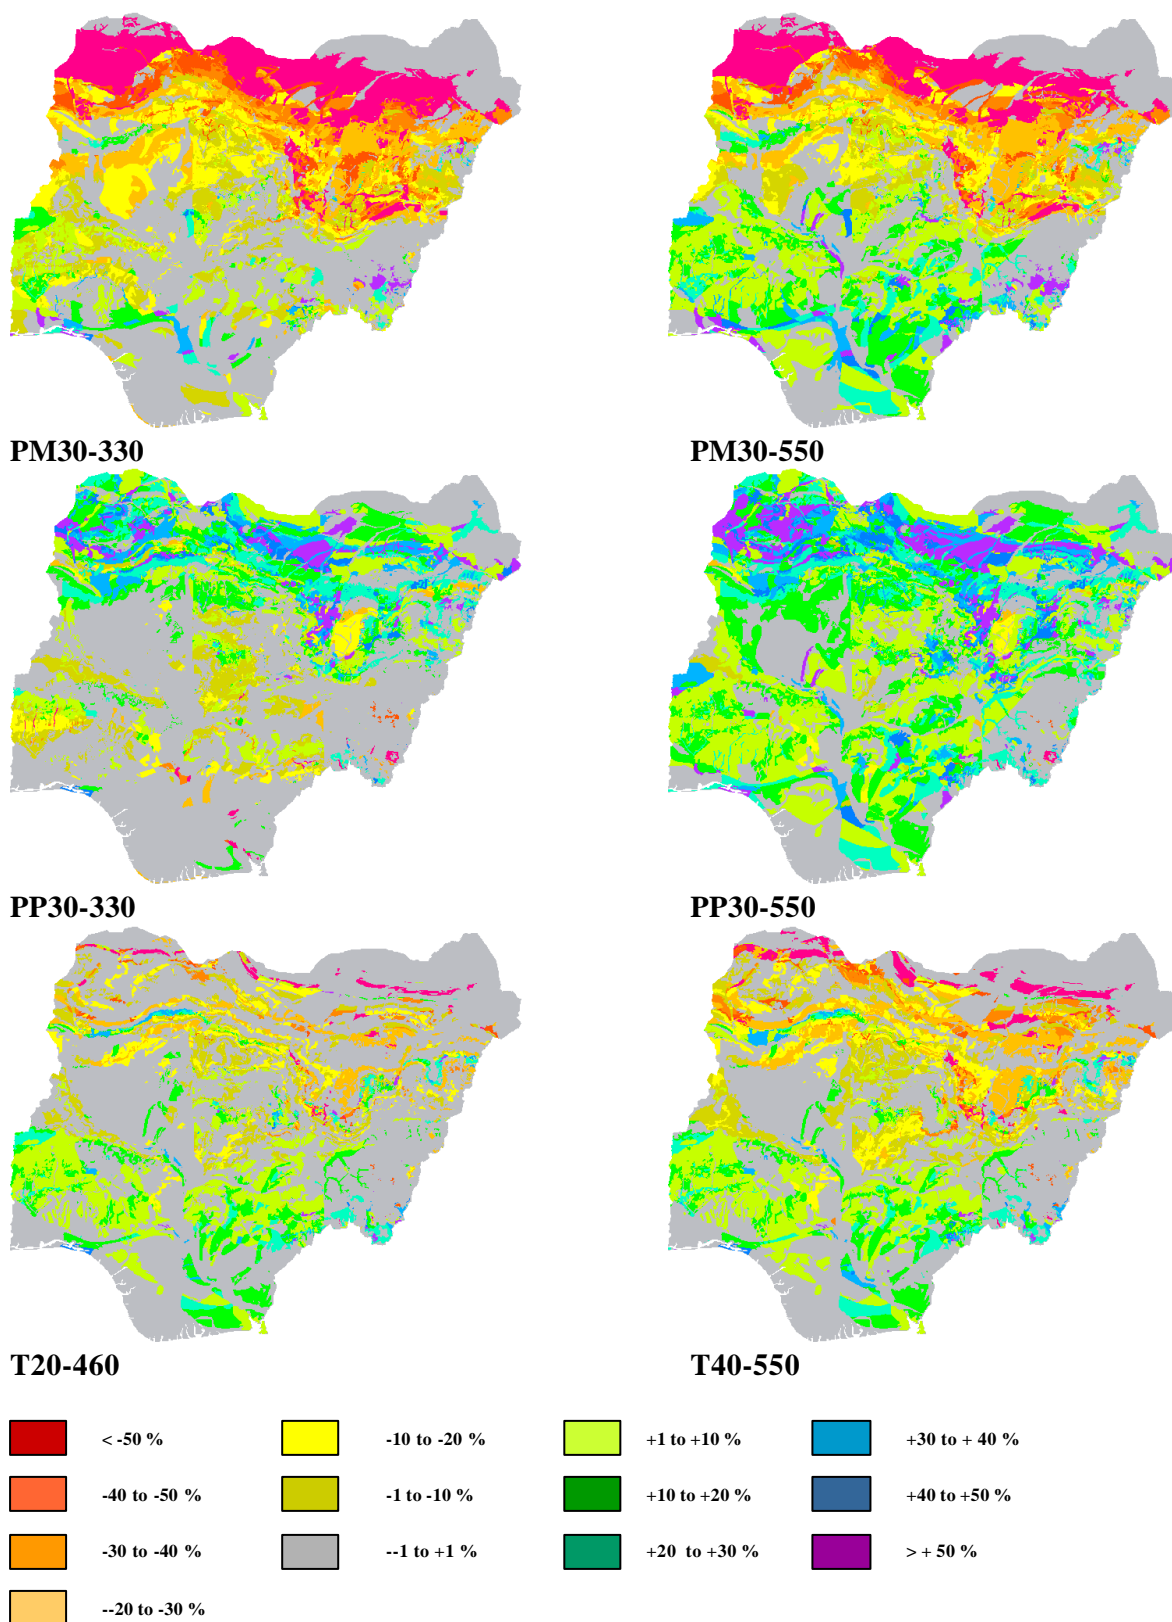 PM30-330 PM30-550
PP30-330 PP30-550
T20-460 T40-550
< -50 % -10 to -20 % +1 to +10 % +30 to + 40 %
-40 to -50 % -1 to -10 % +10 to +20 % +40 to +50 %
-30 to -40 % --1 to +1 % +20 to +30 % > + 50 %
--20 to -30 %